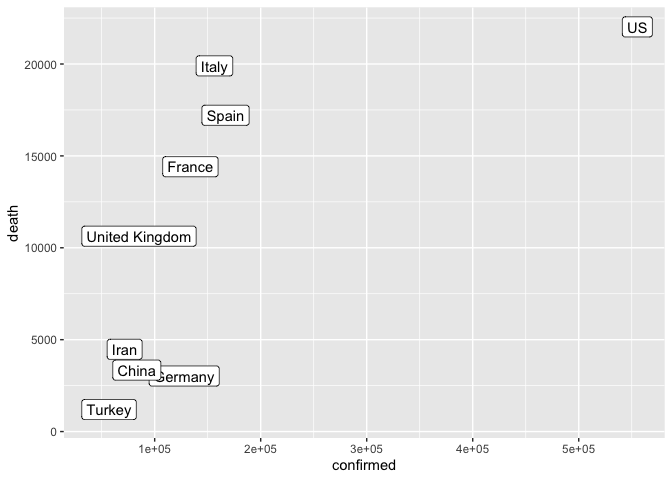 US
20000
Italy
Spain
15000
France
death
United Kingdom
10000
5000
Iran
China
Germany
Turkey
0
1e+05 2e+05 3e+05 4e+05 5e+05
confirmed